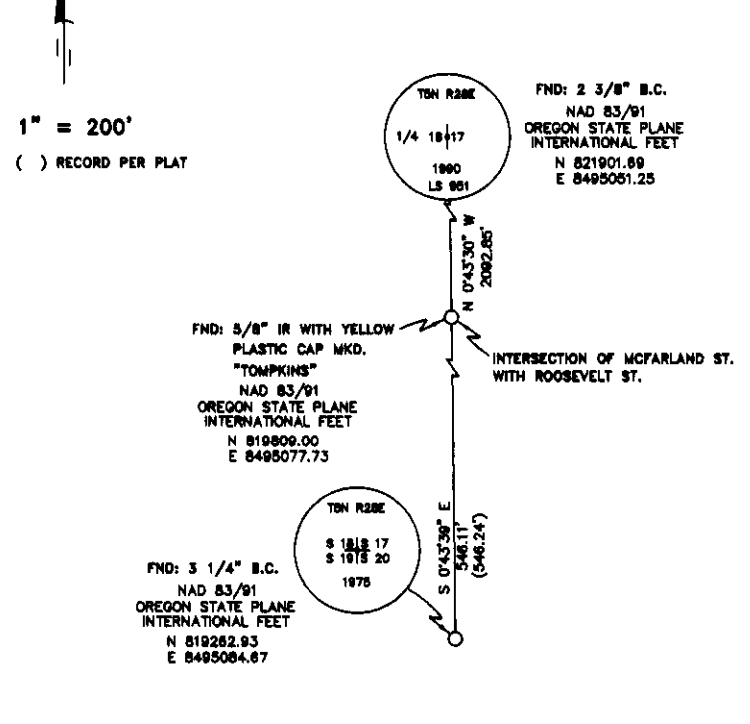 1" = 200'
( ) RECORD PER PLAT
T5N R28E
1/4 18 17
1990
LS 951
FND: 2 3/8" B.C.
NAD 83/91
OREGON STATE PLANE
INTERNATIONAL FEET
N 821901.69
E 8495051.25
N 0°43'30" W
2092.85'
FND: 5/8" IR WITH YELLOW
PLASTIC CAP MKD.
"TOMPKINS"
NAD 83/91
OREGON STATE PLANE
INTERNATIONAL FEET
N 819809.00
E 8495077.73
INTERSECTION OF MCFARLAND ST.
WITH ROOSEVELT ST.
T5N R28E
S 18 S 17
S 19 S 20
1975
S 0°43'39" E
546.11'
(546.24')
FND: 3 1/4" B.C.
NAD 83/91
OREGON STATE PLANE
INTERNATIONAL FEET
N 819262.93
E 8495084.67